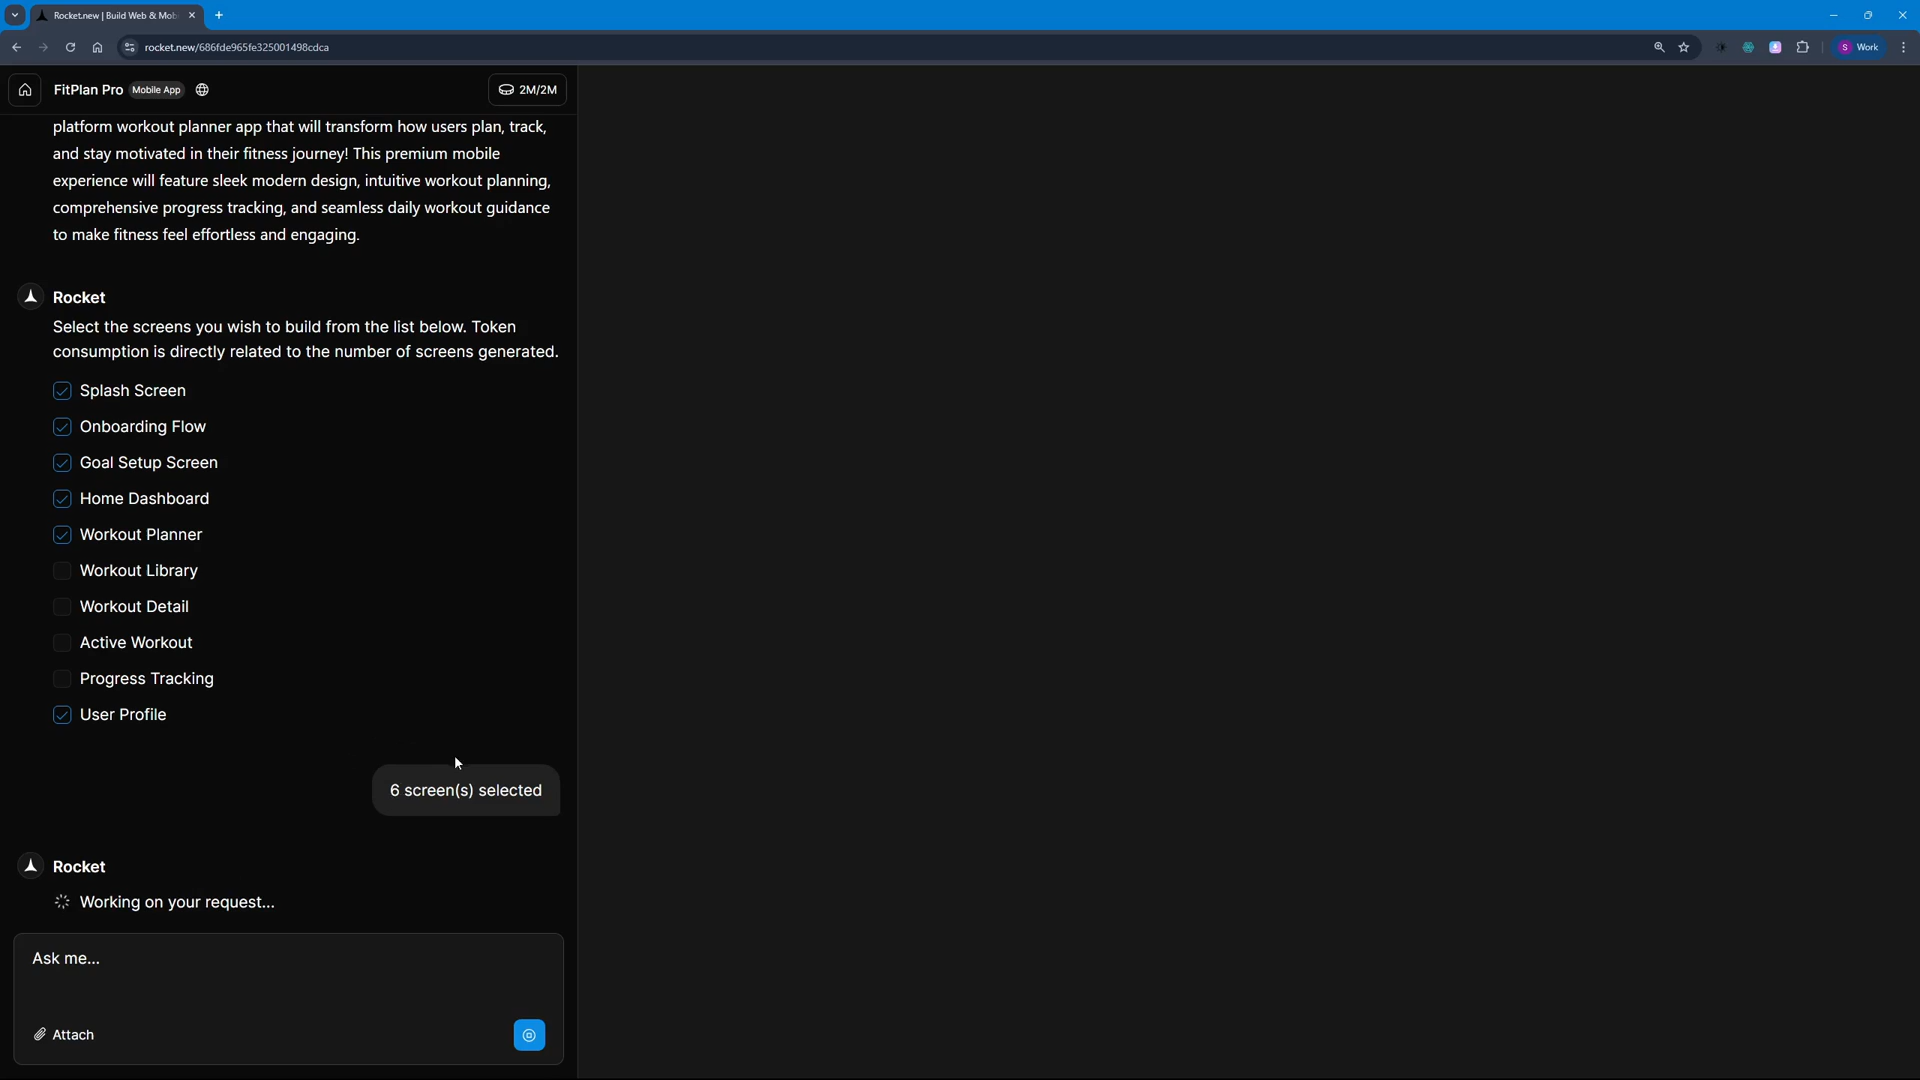 Rocket.new | Build Web & Mob
rocket.new/686fde965fe325001498cdca
S Work
FitPlan Pro Mobile App
2M/2M
platform workout planner app that will transform how users plan, track,
and stay motivated in their fitness journey! This premium mobile
experience will feature sleek modern design, intuitive workout planning,
comprehensive progress tracking, and seamless daily workout guidance
to make fitness feel effortless and engaging.
Rocket
Select the screens you wish to build from the list below. Token
consumption is directly related to the number of screens generated.
Splash Screen
Onboarding Flow
Goal Setup Screen
Home Dashboard
Workout Planner
Workout Library
Workout Detail
Active Workout
Progress Tracking
User Profile
6 screen(s) selected
Rocket
Working on your request...
Ask me...
Attach